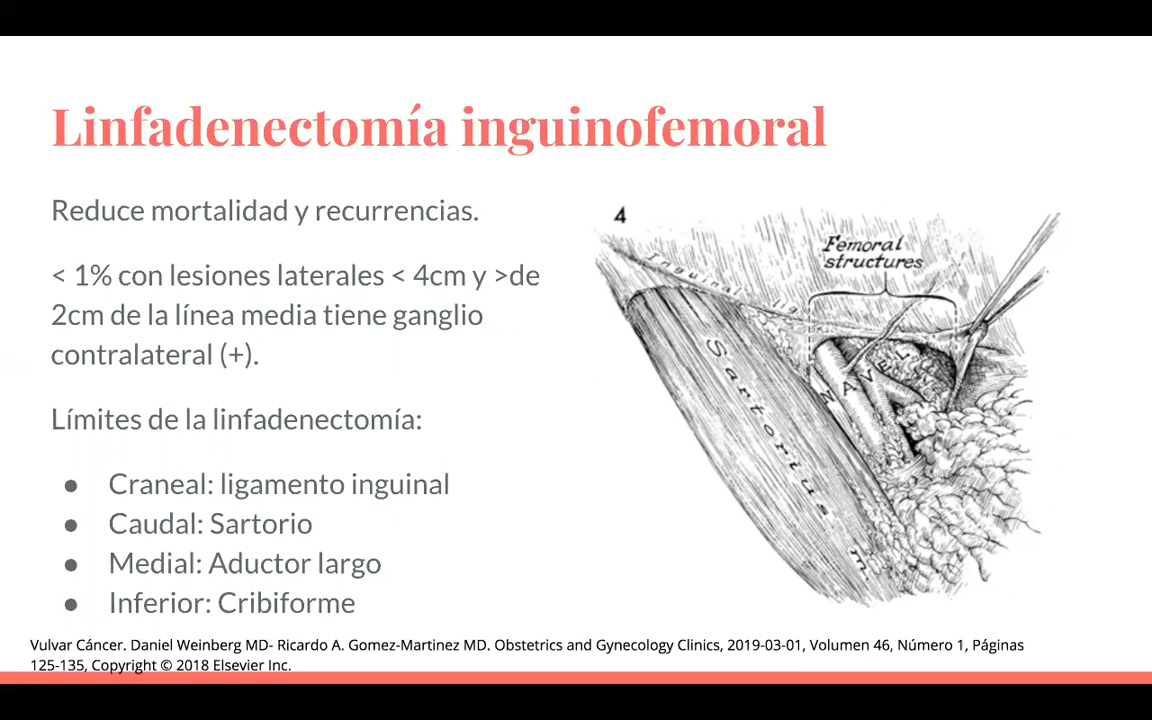 Linfadenectomía inguinofemoral
Reduce mortalidad y recurrencias.
< 1% con lesiones laterales < 4cm y >de
2cm de la línea media tiene ganglio
contralateral (+).
Límites de la linfadenectomía:
● Craneal: ligamento inguinal
● Caudal: Sartorio
● Medial: Aductor largo
● Inferior: Cribiforme
4
Femoral
structures
Inguinal lig.
Sartorius m.
N A V E L
Vulvar Cáncer. Daniel Weinberg MD- Ricardo A. Gomez-Martinez MD. Obstetrics and Gynecology Clinics, 2019-03-01, Volumen 46, Número 1, Páginas
125-135, Copyright © 2018 Elsevier Inc.